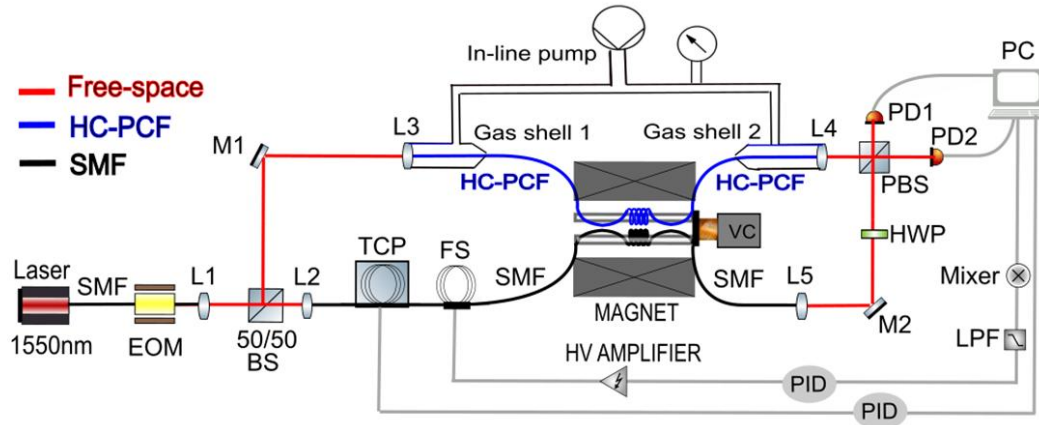 In-line pump
PC
Free-space
HC-PCF
SMF
M1
L3
Gas shell 1
Gas shell 2
L4
PD1
PD2
HC-PCF
HC-PCF
PBS
TCP
FS
SMF
VC
SMF
HWP
L5
Mixer
Laser
SMF
L1
L2
MAGNET
M2
1550nm
EOM
50/50
BS
HV AMPLIFIER
LPF
PID
PID